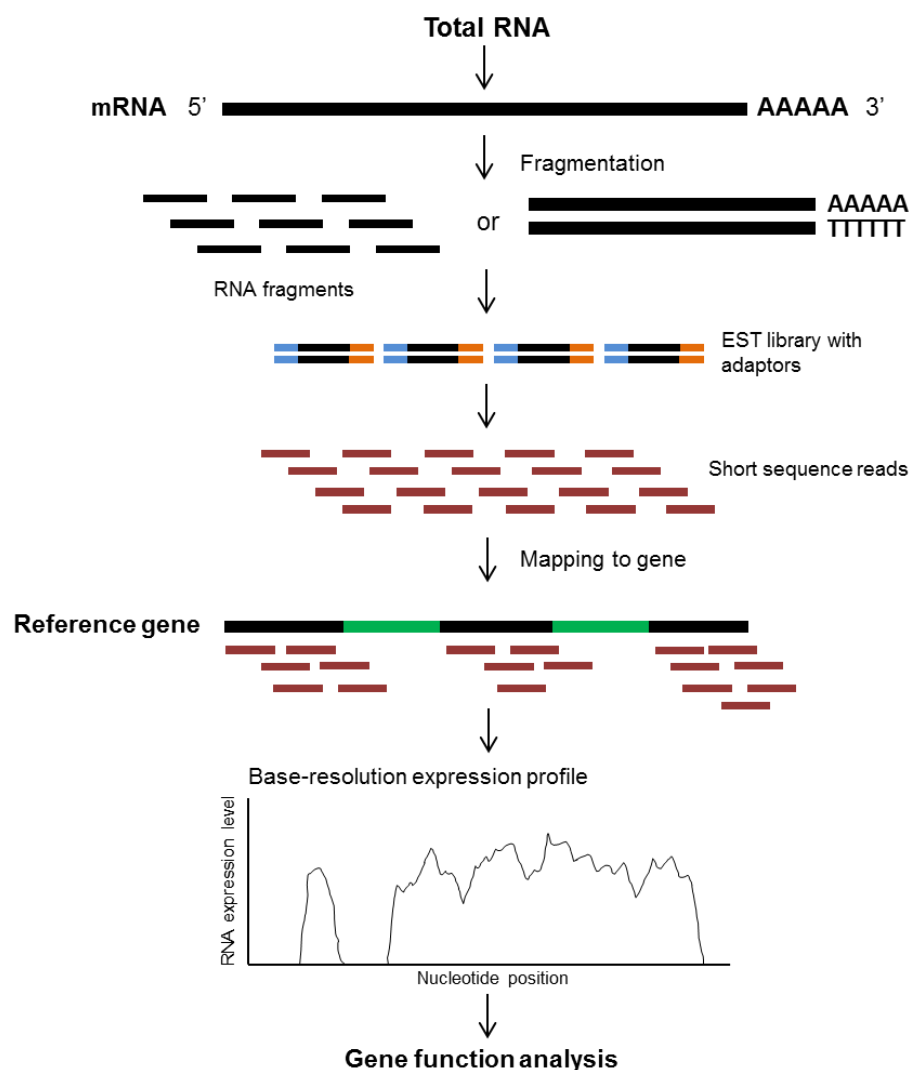 Total RNA
mRNA 5’ AAAAA 3’
Fragmentation
AAAAA
or
TTTTTT
RNA fragments
EST library with
adaptors
Short sequence reads
Mapping to gene
Reference gene
Base-resolution expression profile
RNA expression level
Nucleotide position
Gene function analysis